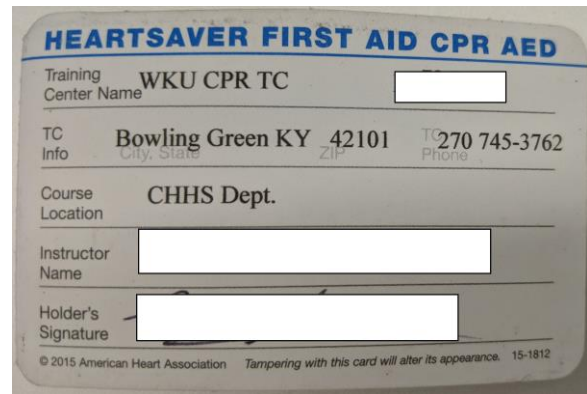 HEARTSAVER FIRST AID CPR AED
Training
Center Name WKU CPR TC
TC
Info
Bowling Green KY 42101 270 745-3762
City, State ZIP TC
Phone
Course
Location
CHHS Dept.
Instructor
Name
Holder's
Signature
© 2015 American Heart Association Tampering with this card will alter its appearance. 15-1812